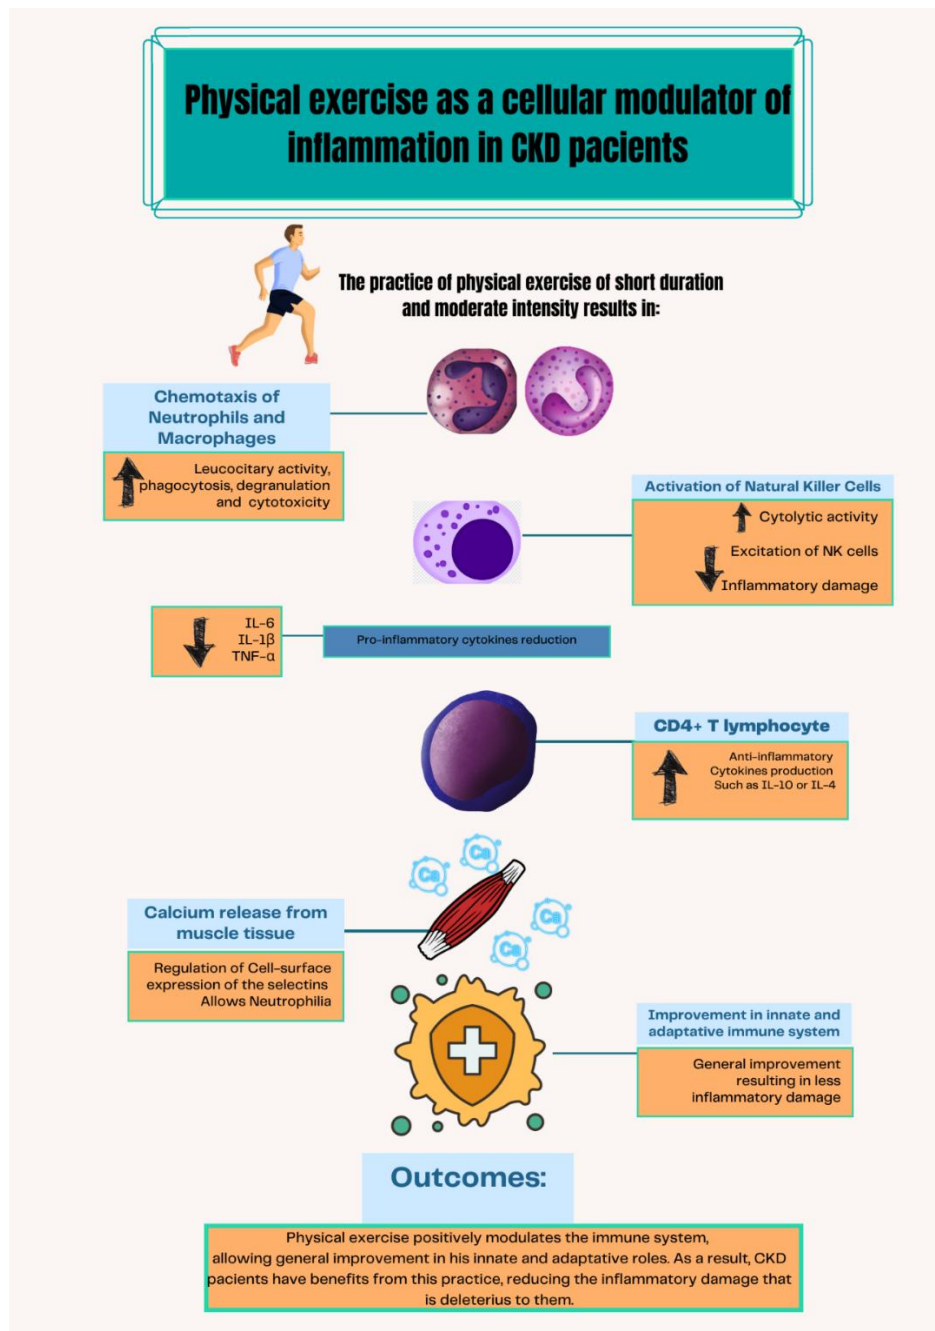 Physical exercise as a cellular modulator of
inflammation in CKD pacients
The practice of physical exercise of short duration
and moderate intensity results in:
Chemotaxis of
Neutrophils and
Macrophages
Leucocitary activity,
phagocytosis, degranulation
and cytotoxicity
Activation of Natural Killer Cells
Cytolytic activity
Excitation of NK cells
Inflammatory damage
IL-6
IL-1β
TNF-α
Pro-inflammatory cytokines reduction
CD4+ T lymphocyte
Anti-inflammatory
Cytokines production
Such as IL-10 or IL-4
Ca
Ca
Ca
Ca
Calcium release from
muscle tissue
Regulation of Cell-surface
expression of the selectins
Allows Neutrophilia
Improvement in innate and
adaptative immune system
General improvement
resulting in less
inflammatory damage
Outcomes:
Physical exercise positively modulates the immune system,
allowing general improvement in his innate and adaptative roles. As a result, CKD
pacients have benefits from this practice, reducing the inflammatory damage that
is deleterius to them.